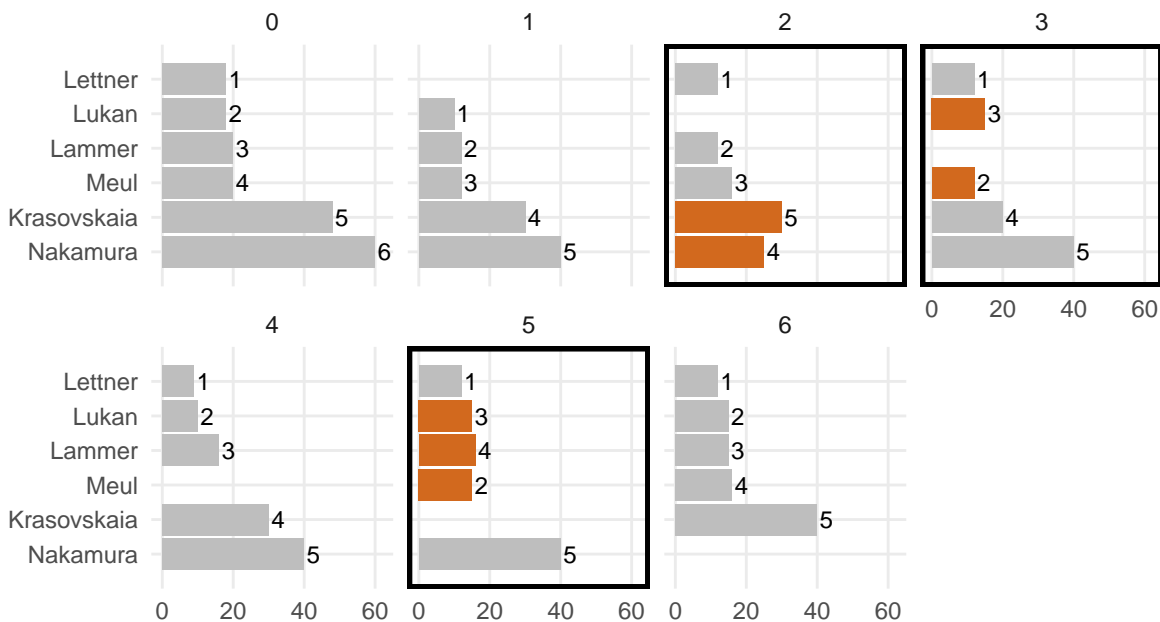 0 1 2 3
Lettner 1 1 1
Lukan 2 1 3
Lammer 3 2 2
Meul 4 3 3 2
Krasovskaia 5 4 5 4
Nakamura 6 5 4 5
0 20 40 60
4 5 6
Lettner 1 1 1
Lukan 2 3 2
Lammer 3 4 3
Meul 2 4
Krasovskaia 4 5
Nakamura 5 5
0 20 40 60 0 20 40 60 0 20 40 60